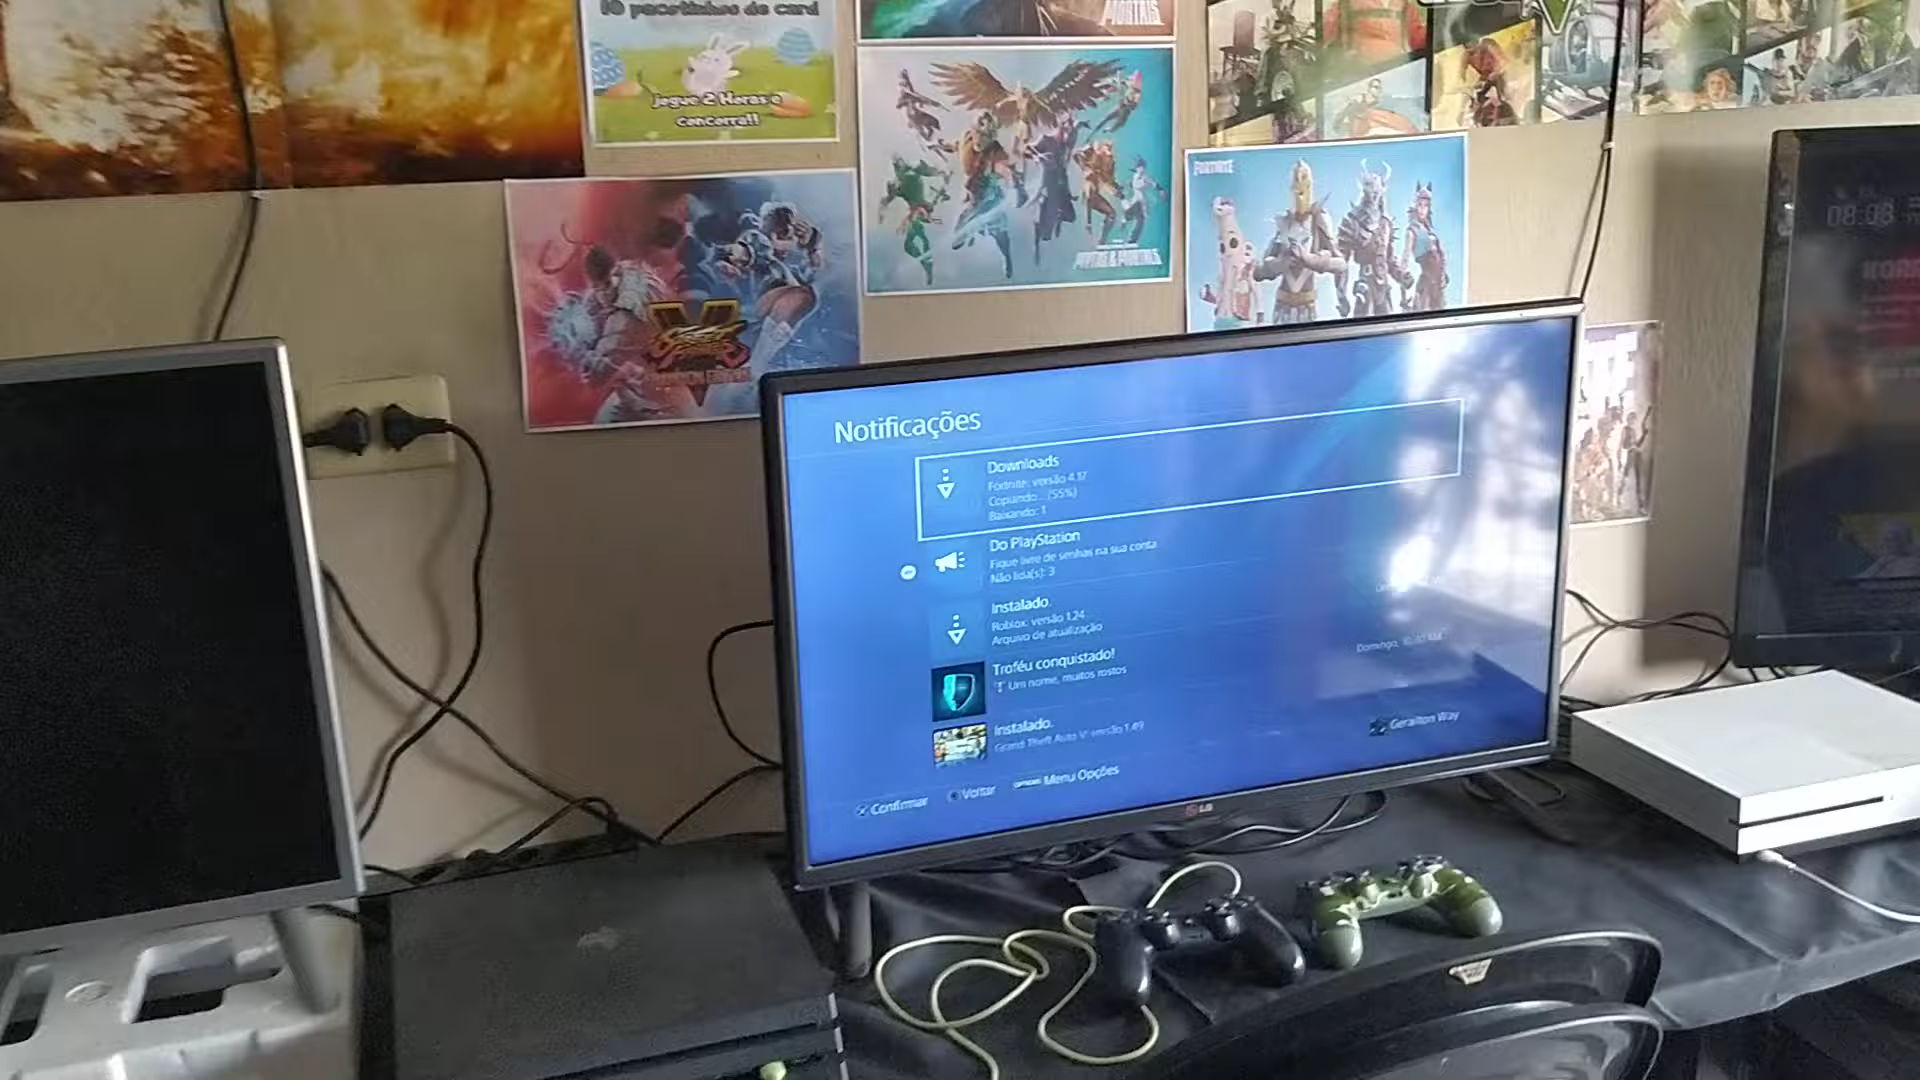 10 pacotinhos de card
jogue 2 Horas e
concorra!!
MORTAIS
FORTNITE
V
08:08
Notificações
Downloads
Fortnite: versão 4.17
Copiando... (55%)
Baixando: 1
Do PlayStation
Fique livre de senhas na sua conta
Não lida(s): 3
Instalado.
Roblox: versão 1.24
Arquivo de atualização
Troféu conquistado!
Um nome, muitos rostos
Instalado.
Grand Theft Auto V: versão 1.49
Gerailton Way
Confirmar
Voltar
OPTIONS Menu Opções
LG